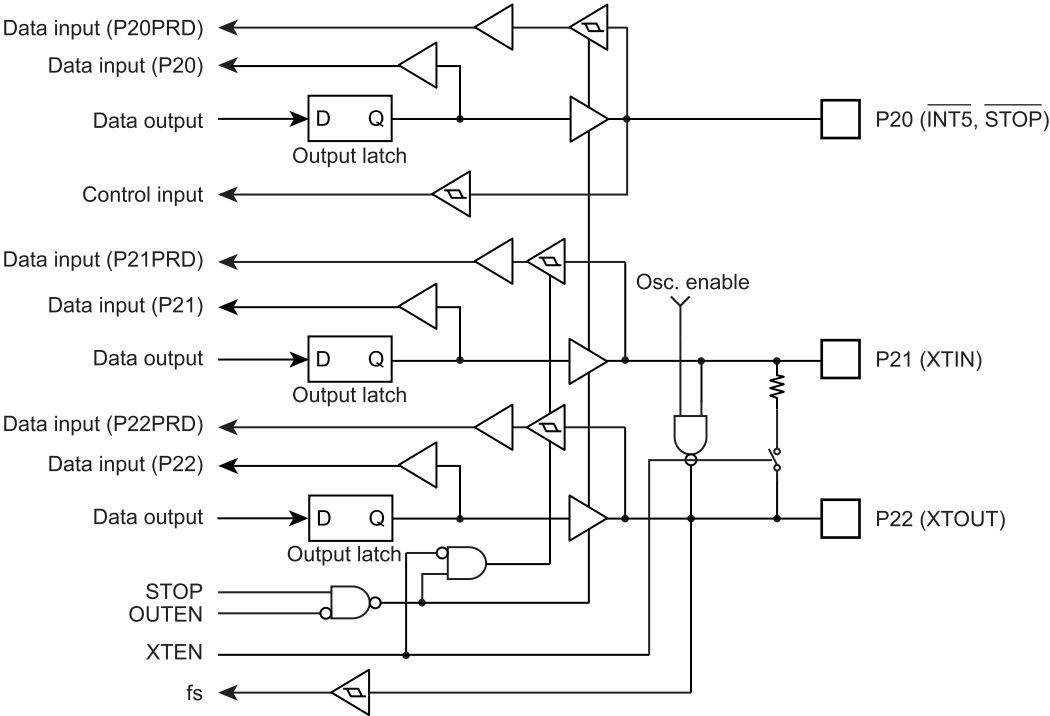 Data input (P20PRD)
Data input (P20)
Data output
D Q
Output latch
P20 (INT5, STOP)
Control input
Data input (P21PRD)
Osc. enable
Data input (P21)
Data output
D Q
Output latch
P21 (XTIN)
Data input (P22PRD)
Data input (P22)
Data output
D Q
Output latch
P22 (XTOUT)
STOP
OUTEN
XTEN
fs